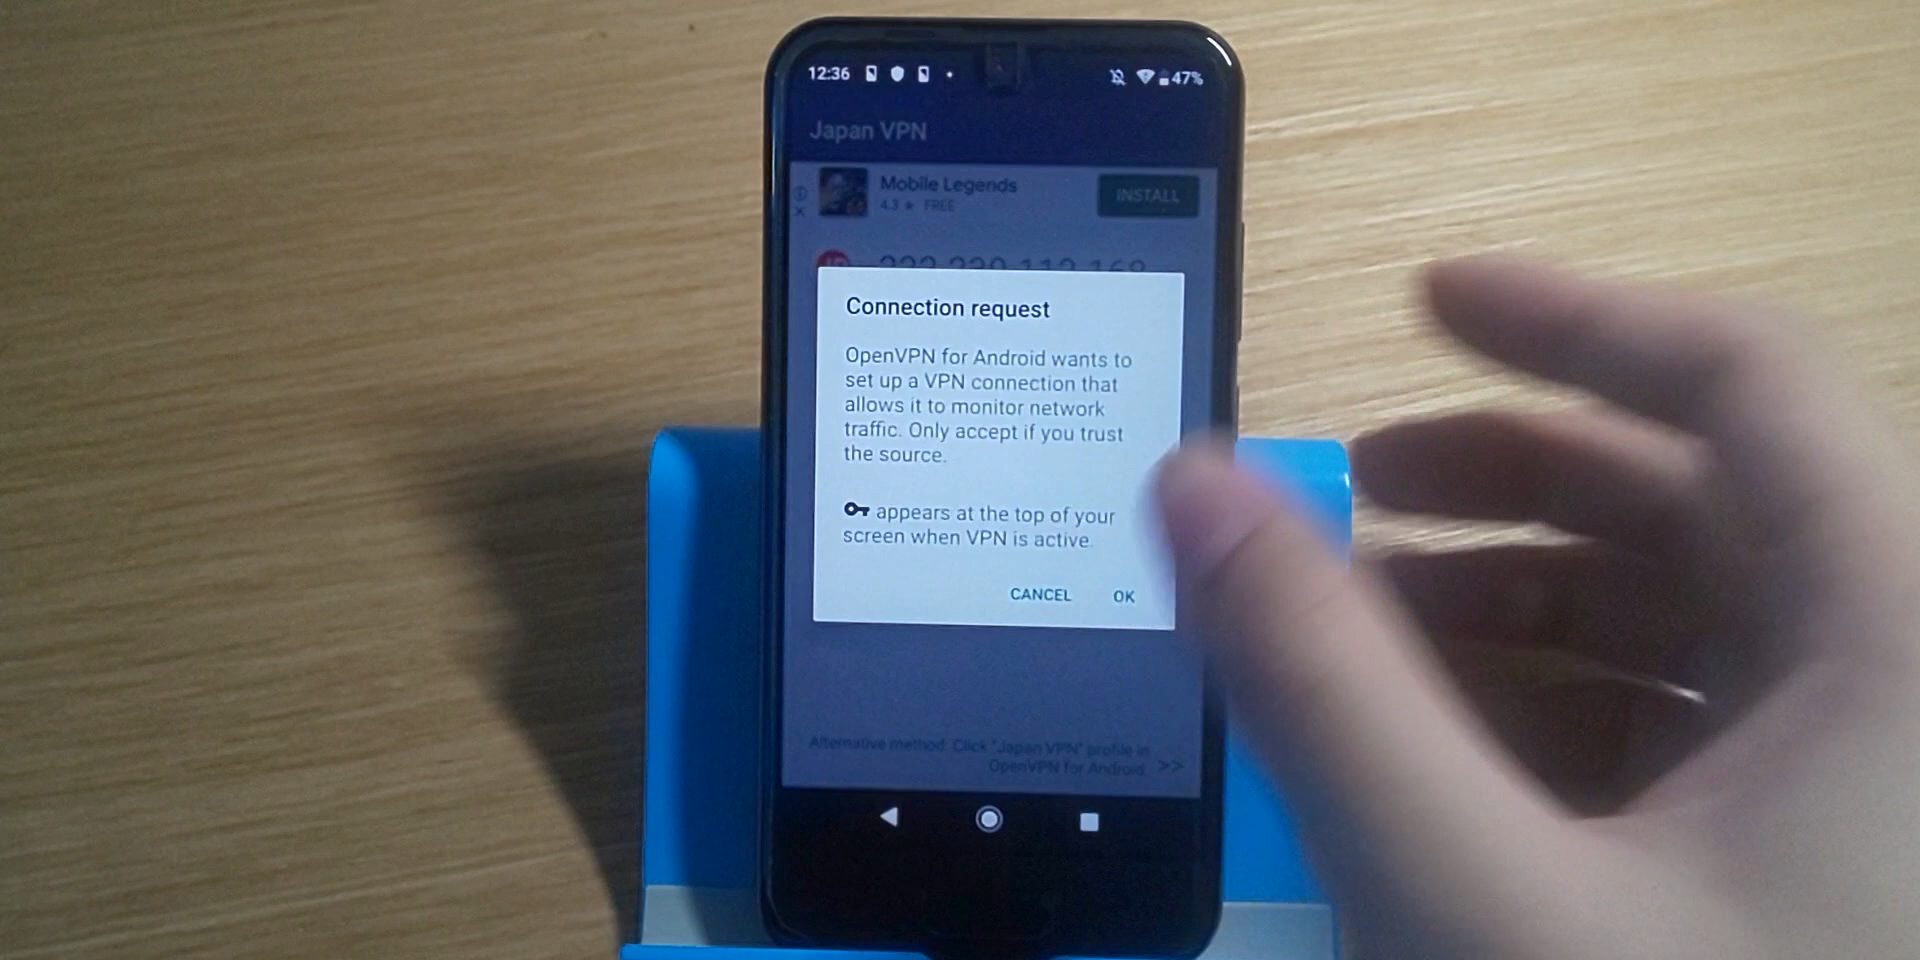 12:36
47%
Japan VPN
Mobile Legends
4.3 ★ FREE
INSTALL
Connection request
OpenVPN for Android wants to
set up a VPN connection that
allows it to monitor network
traffic. Only accept if you trust
the source.
appears at the top of your
screen when VPN is active.
CANCEL OK
Alternative method: Click "Japan VPN" profile in
OpenVPN for Android. >>